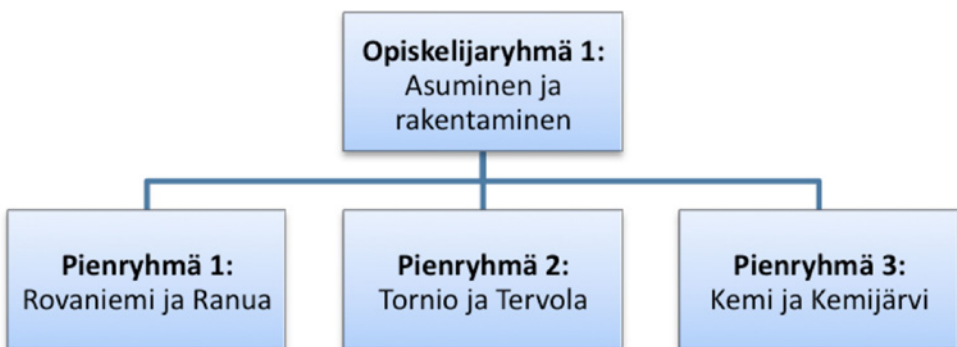 Opiskelijaryhmä 1:
Asuminen ja
rakentaminen
Pienryhmä 1:
Rovaniemi ja Ranua
Pienryhmä 2:
Tornio ja Tervola
Pienryhmä 3:
Kemi ja Kemijärvi